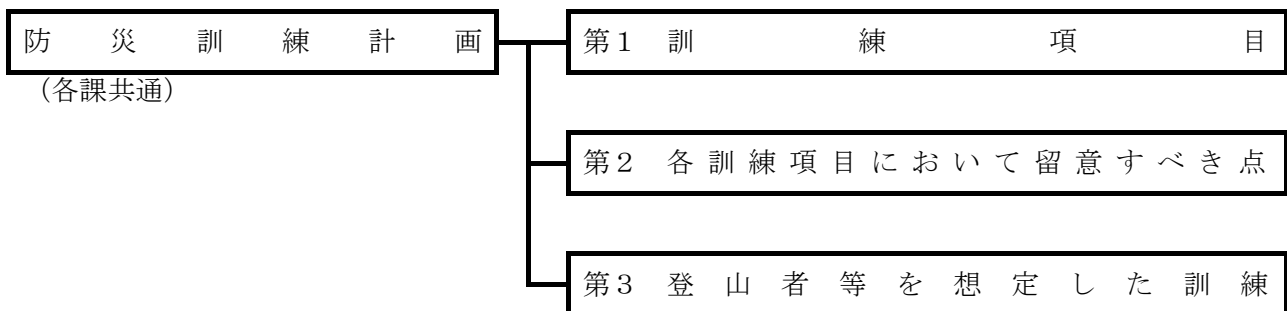 防災訓練計画
（各課共通）
第１ 訓練項目
第２ 各訓練項目において留意すべき点
第３ 登山者等を想定した訓練